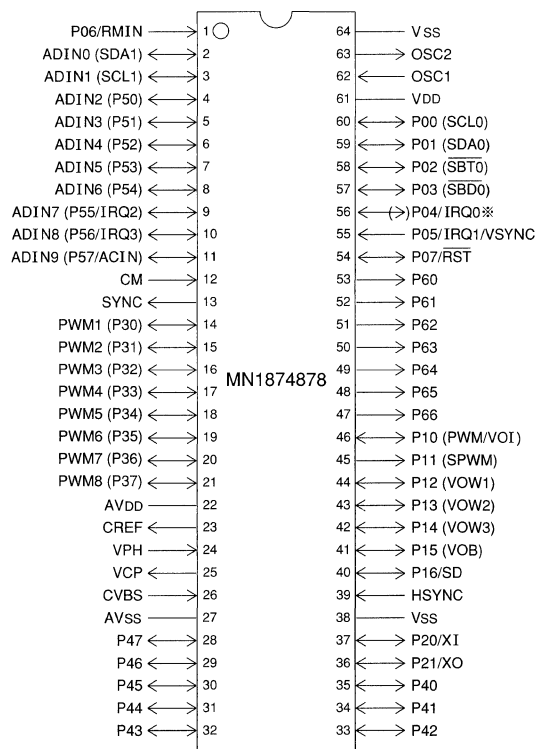 P06/RMIN 1 64 VSS
ADIN0 (SDA1) 2 63 OSC2
ADIN1 (SCL1) 3 62 OSC1
ADIN2 (P50) 4 61 VDD
ADIN3 (P51) 5 60 P00 (SCL0)
ADIN4 (P52) 6 59 P01 (SDA0)
ADIN5 (P53) 7 58 P02 (SBT0)
ADIN6 (P54) 8 57 P03 (SBD0)
ADIN7 (P55/IRQ2) 9 56 ( ) P04/IRQ0※
ADIN8 (P56/IRQ3) 10 55 P05/IRQ1/VSYNC
ADIN9 (P57/ACIN) 11 54 P07/RST
CM 12 53 P60
SYNC 13 52 P61
PWM1 (P30) 14 51 P62
PWM2 (P31) 15 50 P63
PWM3 (P32) 16 49 P64
MN1874878
PWM4 (P33) 17 48 P65
PWM5 (P34) 18 47 P66
PWM6 (P35) 19 46 P10 (PWM/VOI)
PWM7 (P36) 20 45 P11 (SPWM)
PWM8 (P37) 21 44 P12 (VOW1)
AVDD 22 43 P13 (VOW2)
CREF 23 42 P14 (VOW3)
VPH 24 41 P15 (VOB)
VCP 25 40 P16/SD
CVBS 26 39 HSYNC
AVSS 27 38 VSS
P47 28 37 P20/XI
P46 29 36 P21/XO
P45 30 35 P40
P44 31 34 P41
P43 32 33 P42